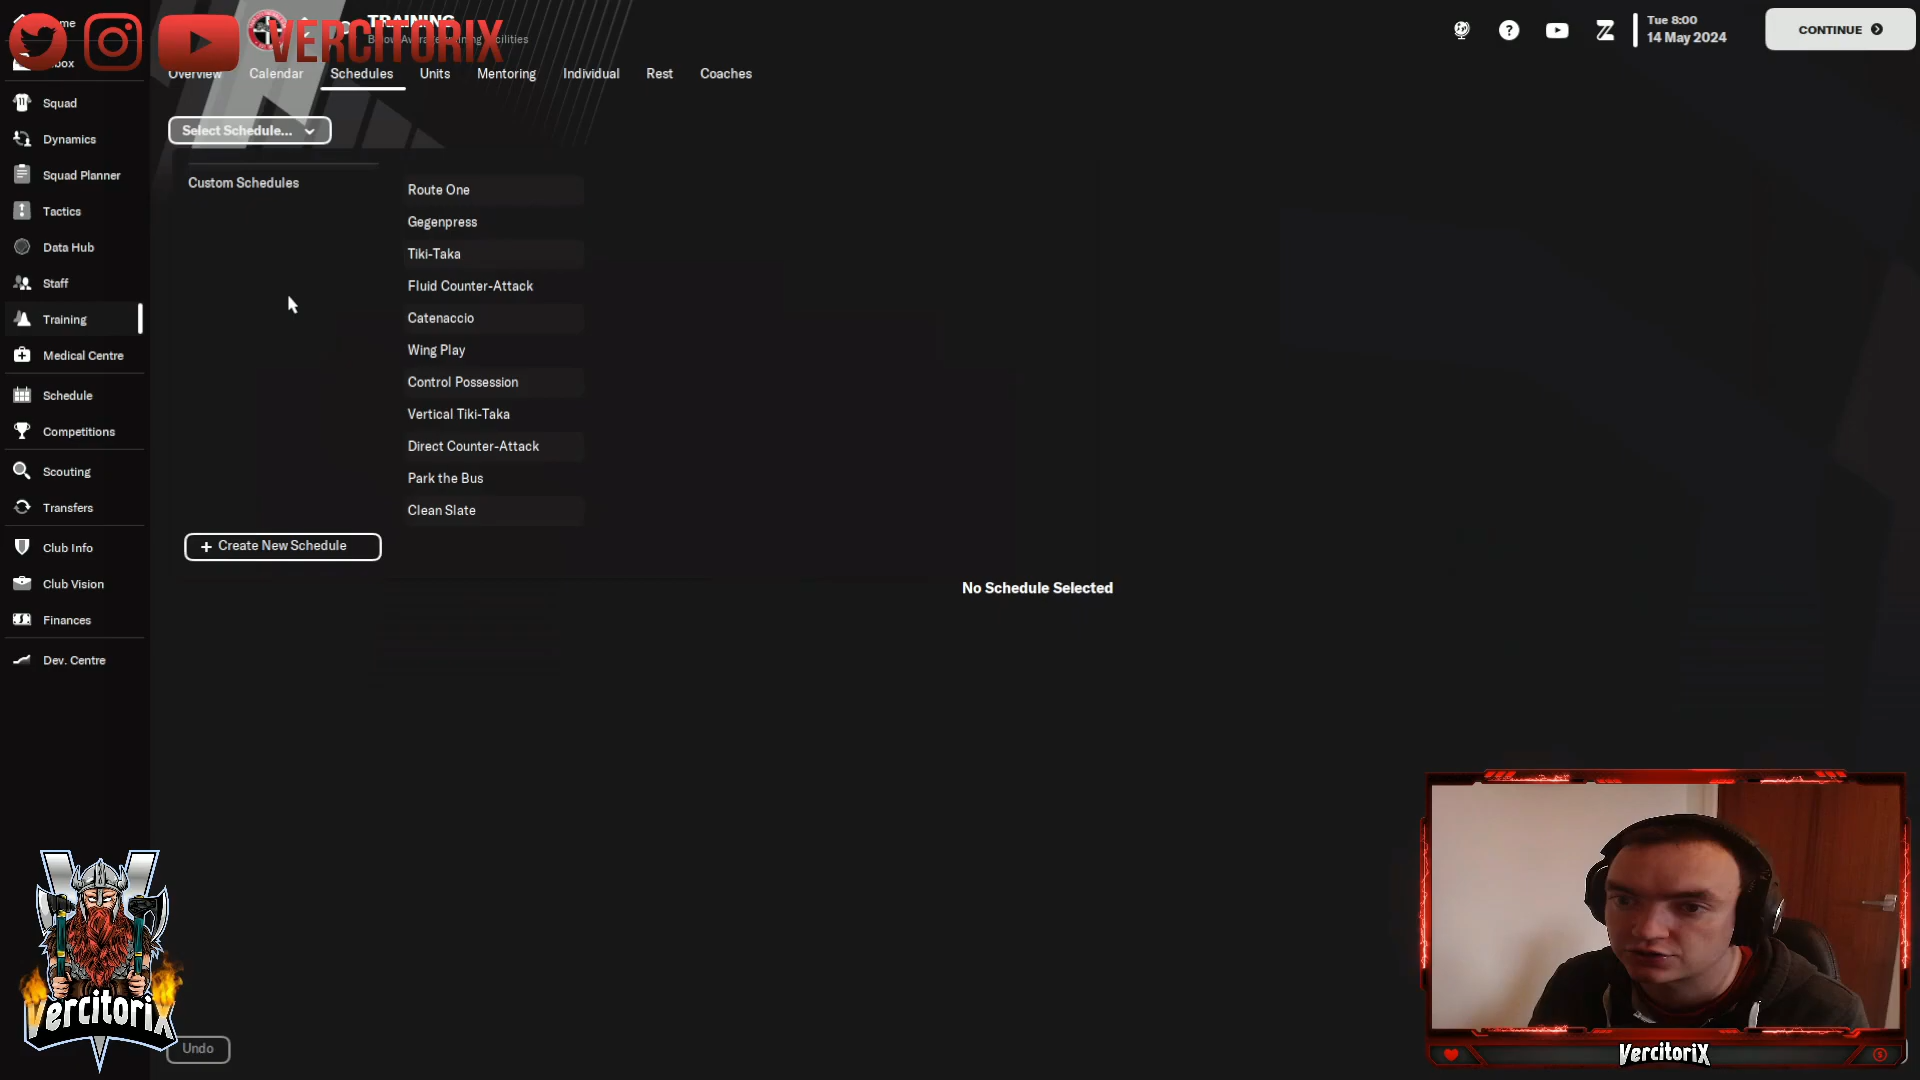 TRAINING
VERCITORIX
Tue 8:00
14 May 2024
CONTINUE
Overview
Calendar
Schedules
Units
Mentoring
Individual
Rest
Coaches
Select Schedule...
Squad
Dynamics
Squad Planner
Tactics
Data Hub
Staff
Training
Medical Centre
Schedule
Competitions
Scouting
Transfers
Club Info
Club Vision
Finances
Dev. Centre
Custom Schedules
Route One
Gegenpress
Tiki-Taka
Fluid Counter-Attack
Catenaccio
Wing Play
Control Possession
Vertical Tiki-Taka
Direct Counter-Attack
Park the Bus
Clean Slate
+ Create New Schedule
No Schedule Selected
Undo
VercitoriX
VercitoriX